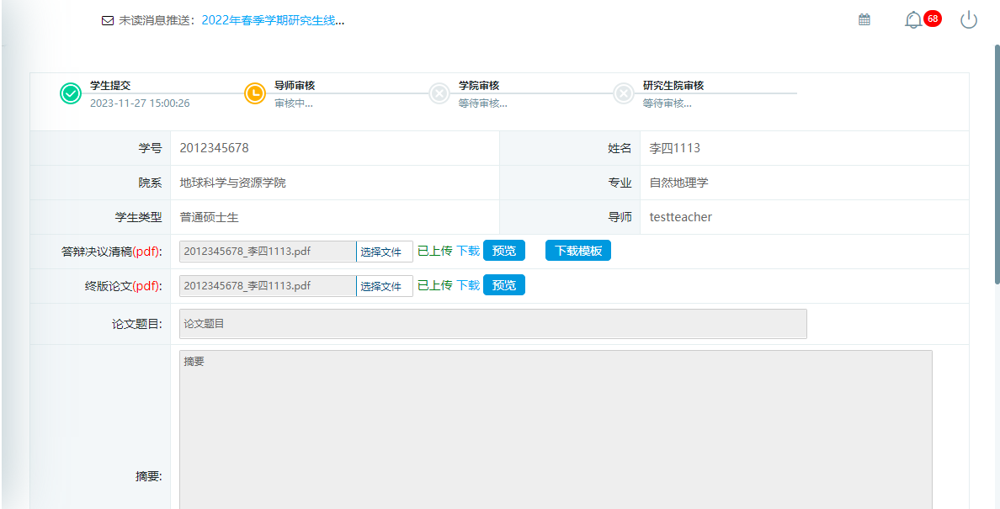 未读消息推送：2022年春季学期研究生线...
68
学生提交 导师审核 学院审核 研究生院审核
2023-11-27 15:00:26 审核中... 等待审核... 等待审核...
学号 2012345678 姓名 李四1113
院系 地球科学与资源学院 专业 自然地理学
学生类型 普通硕士生 导师 testteacher
答辩决议清稿(pdf): 2012345678_李四1113.pdf 选择文件 已上传 下载 预览 下载模板
终版论文(pdf): 2012345678_李四1113.pdf 选择文件 已上传 下载 预览
论文题目: 论文题目
摘要
摘要: